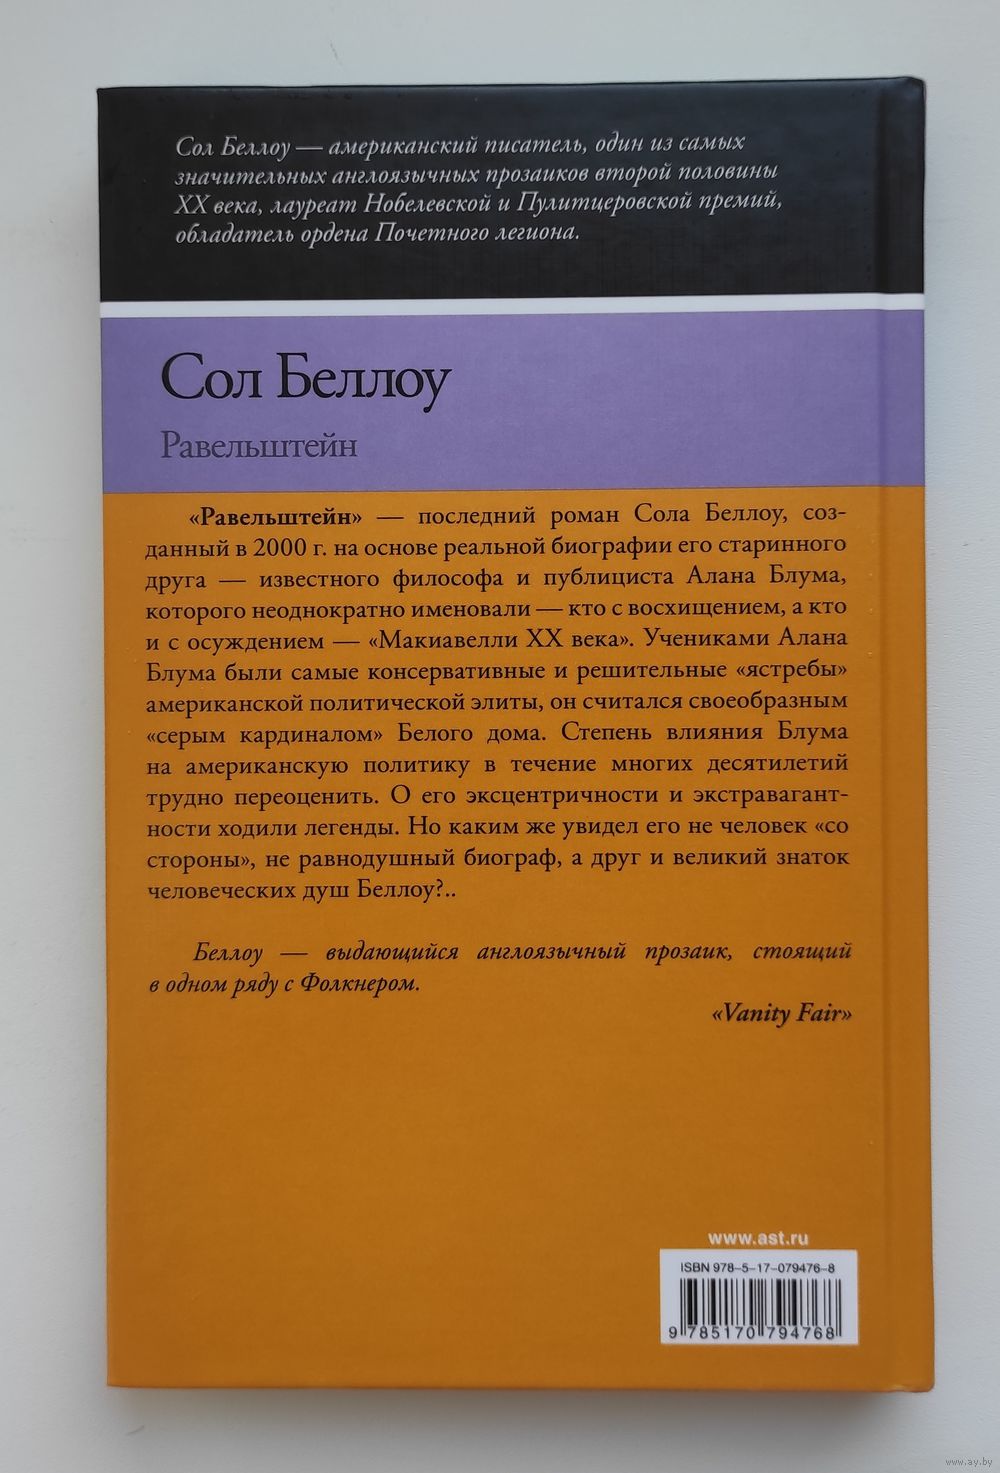 Сол Беллоу — американский писатель, один из самых
значительных англоязычных прозаиков второй половины
XX века, лауреат Нобелевской и Пулитцеровской премий,
обладатель ордена Почетного легиона.
Сол Беллоу
Равельштейн
«Равельштейн» — последний роман Сола Беллоу, соз-
данный в 2000 г. на основе реальной биографии его старинного
друга — известного философа и публициста Алана Блума,
которого неоднократно именовали — кто с восхищением, а кто
и с осуждением — «Макиавелли XX века». Учениками Алана
Блума были самые консервативные и решительные «ястребы»
американской политической элиты, он считался своеобразным
«серым кардиналом» Белого дома. Степень влияния Блума
на американскую политику в течение многих десятилетий
трудно переоценить. О его эксцентричности и экстравагант-
ности ходили легенды. Но каким же увидел его не человек «со
стороны», не равнодушный биограф, а друг и великий знаток
человеческих душ Беллоу?..
Беллоу — выдающийся англоязычный прозаик, стоящий
в одном ряду с Фолкнером.
«Vanity Fair»
www.ast.ru
ISBN 978-5-17-079476-8
9 785170 794768
www.ay.by